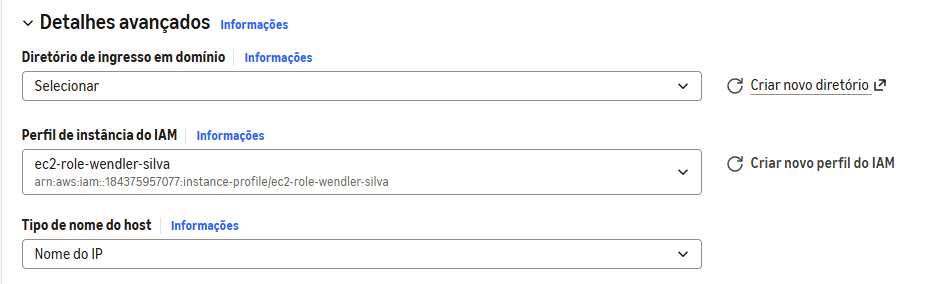 Detalhes avançados Informações
Diretório de ingresso em domínio Informações
Selecionar
Criar novo diretório
Perfil de instância do IAM Informações
ec2-role-wendler-silva
arn:aws:iam::184375957077:instance-profile/ec2-role-wendler-silva
Criar novo perfil do IAM
Tipo de nome do host Informações
Nome do IP